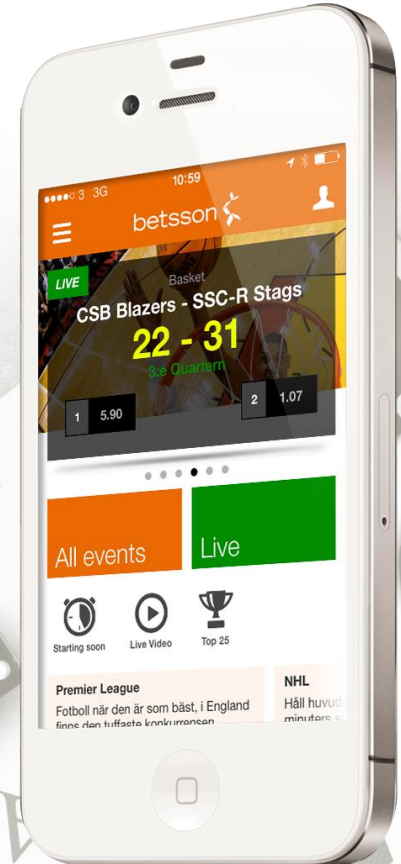 3 3G
10:59
betsson
LIVE
Basket
CSB Blazers - SSC-R Stags
22 - 31
3:e Quartern
1 5.90
2 1.07
All events
Live
Starting soon
Live Video
Top 25
Premier League
Fotboll när den är som bäst, i England
finns den tuffaste konkurrensen
NHL
Håll huvud
minuters